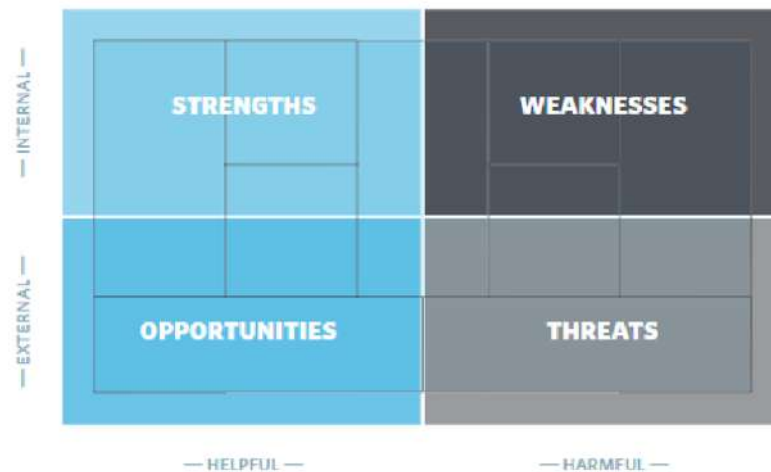 — INTERNAL —
STRENGTHS
WEAKNESSES
— EXTERNAL —
OPPORTUNITIES
THREATS
— HELPFUL —
— HARMFUL —